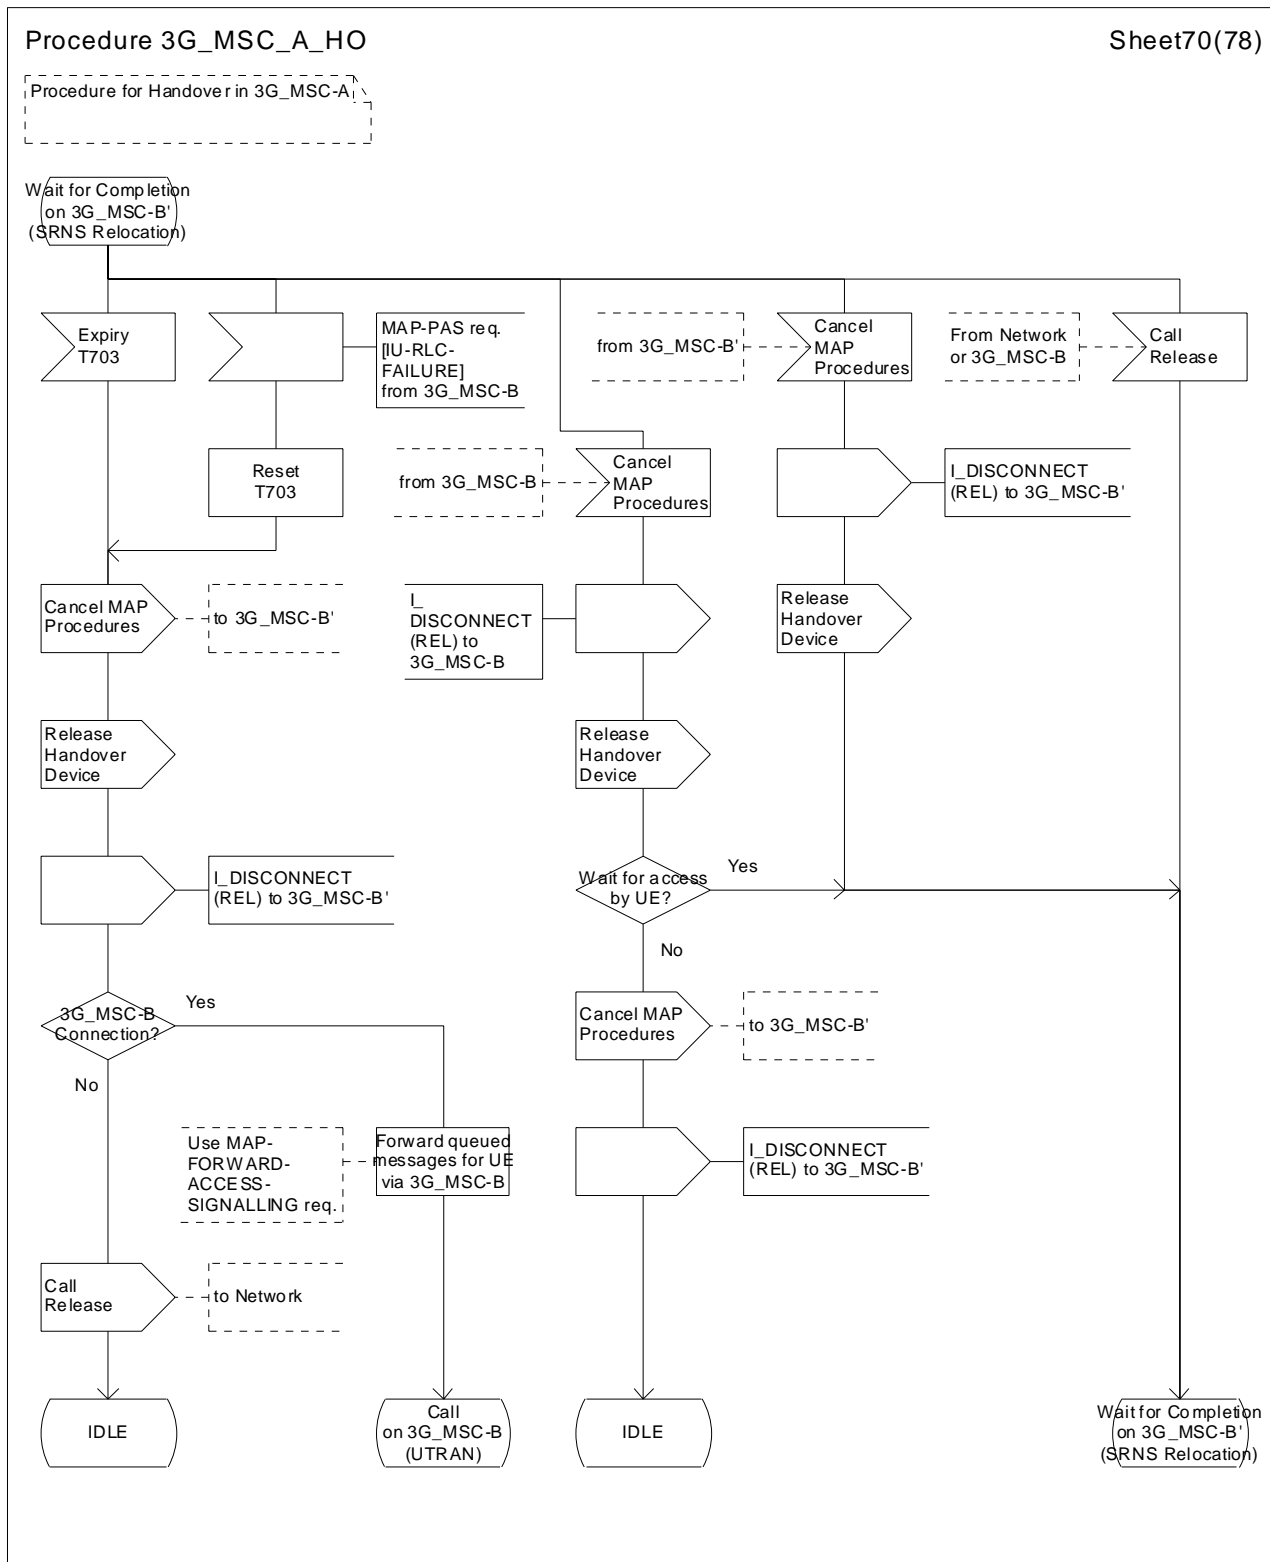 Procedure 3G_MSC_A_HO
Sheet70(78)
Procedure for Handover in 3G_MSC-A
Wait for Completion
on 3G_MSC-B'
(SRNS Relocation)
Expiry
T703
MAP-PAS req.
[IU-RLC-
FAILURE]
from 3G_MSC-B
from 3G_MSC-B'
Cancel
MAP
Procedures
From Network
or 3G_MSC-B
Call
Release
Reset
T703
from 3G_MSC-B
Cancel
MAP
Procedures
I_DISCONNECT
(REL) to 3G_MSC-B'
Cancel MAP
Procedures
to 3G_MSC-B'
I_
DISCONNECT
(REL) to
3G_MSC-B
Release
Handover
Device
Release
Handover
Device
Release
Handover
Device
I_DISCONNECT
(REL) to 3G_MSC-B'
Wait for access
by UE?
Yes
No
3G_MSC-B
Connection?
Yes
No
Cancel MAP
Procedures
to 3G_MSC-B'
Use MAP-
FORWARD-
ACCESS-
SIGNALLING req.
Forward queued
messages for UE
via 3G_MSC-B
I_DISCONNECT
(REL) to 3G_MSC-B'
Call
Release
to Network
IDLE
Call
on 3G_MSC-B
(UTRAN)
IDLE
Wait for Completion
on 3G_MSC-B'
(SRNS Relocation)